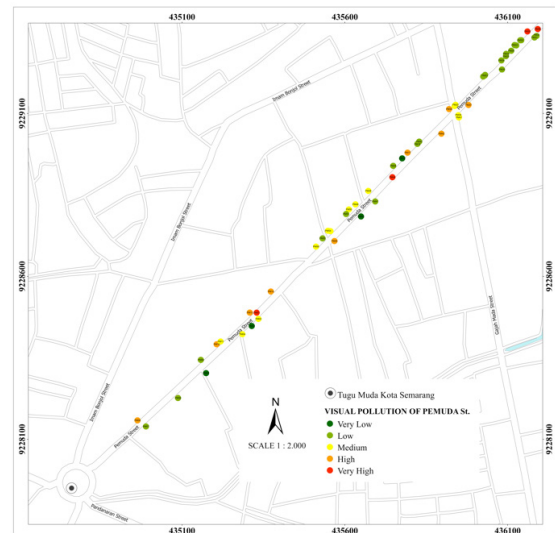 435100 435600 436100
9229100 9229100
9228600 9228600
9228100 9228100
Imam Bonjol Street
Imam Bonjol Street
Imam Bonjol Street
Pemuda Street
Pemuda Street
Pemuda Street
Pemuda Street
Gajah Mada Street
Pandanaran Street
N
SCALE 1 : 2.000
Tugu Muda Kota Semarang
VISUAL POLLUTION OF PEMUDA St.
Very Low
Low
Medium
High
Very High
435100 435600 436100